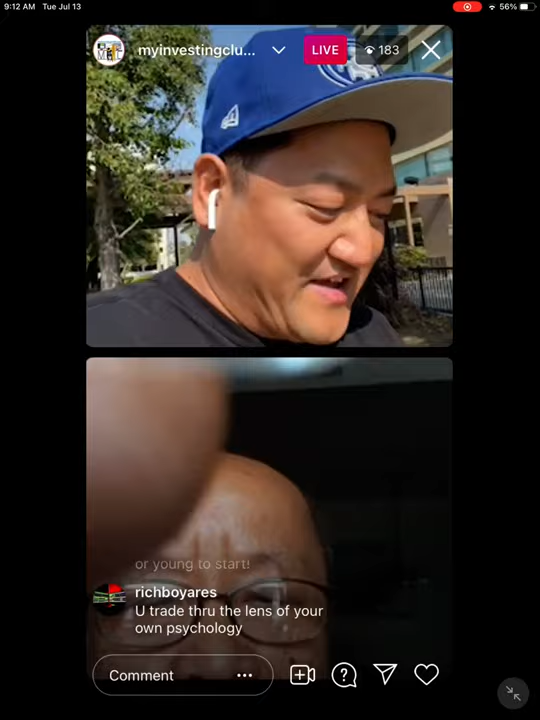 9:12 AM Tue Jul 13
56%
myinvestingclu...
LIVE
183
or young to start!
richboyares
U trade thru the lens of your
own psychology
Comment